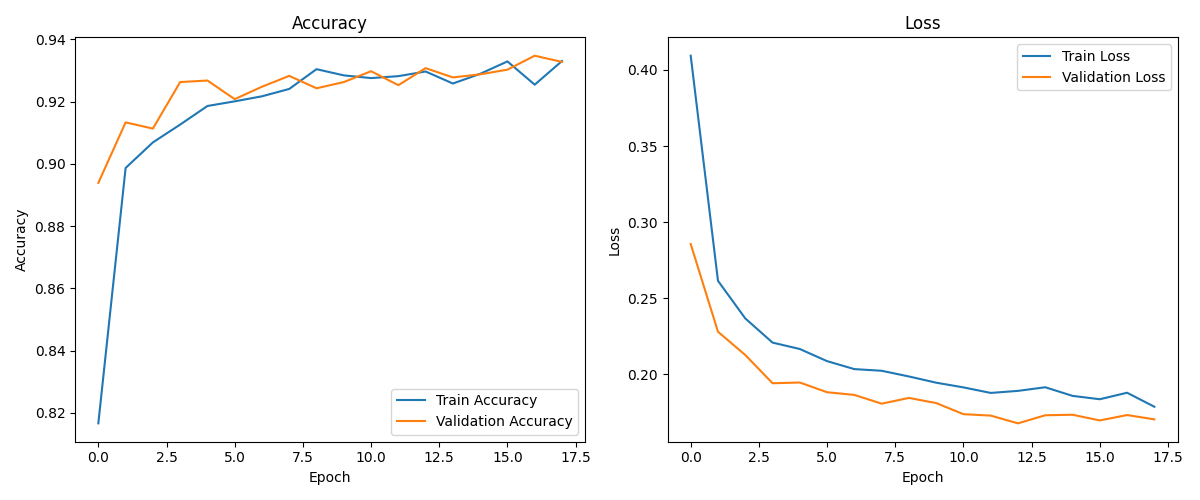 Accuracy
0.94
0.92
0.90
0.88
0.86
0.84
0.82
Accuracy
Train Accuracy
Validation Accuracy
0.0 2.5 5.0 7.5 10.0 12.5 15.0 17.5
Epoch
Loss
0.40
0.35
0.30
0.25
0.20
Loss
Train Loss
Validation Loss
0.0 2.5 5.0 7.5 10.0 12.5 15.0 17.5
Epoch